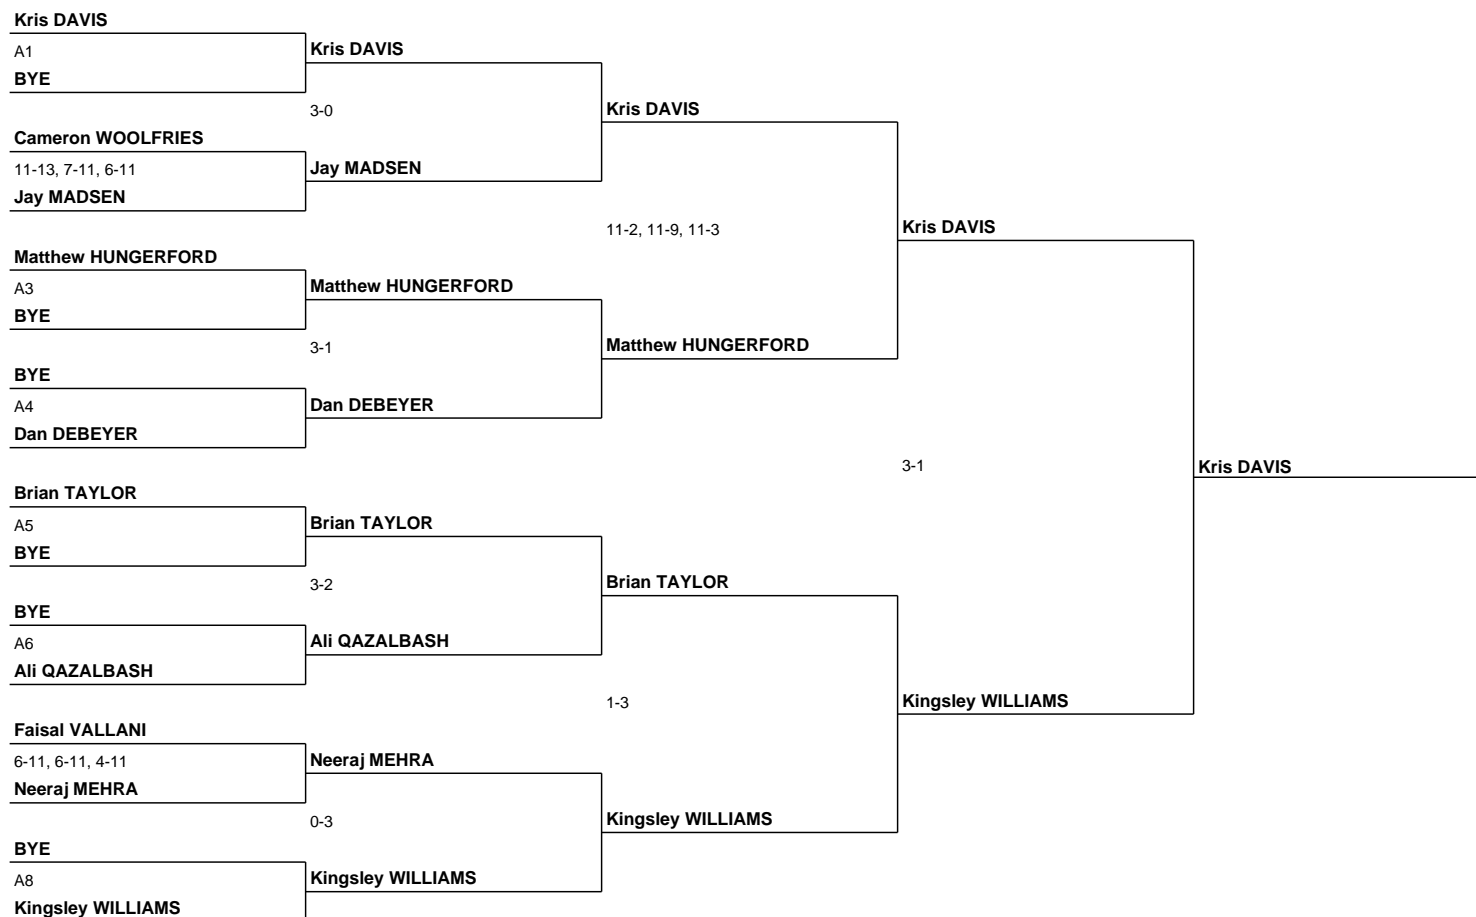 Kris DAVIS
A1
BYE
Cameron WOOLFRIES
11-13, 7-11, 6-11
Jay MADSEN
Matthew HUNGERFORD
A3
BYE
BYE
A4
Dan DEBEYER
Brian TAYLOR
A5
BYE
BYE
A6
Ali QAZALBASH
Faisal VALLANI
6-11, 6-11, 4-11
Neeraj MEHRA
BYE
A8
Kingsley WILLIAMS
Kris DAVIS
3-0
Jay MADSEN
Matthew HUNGERFORD
3-1
Dan DEBEYER
Brian TAYLOR
3-2
Ali QAZALBASH
Neeraj MEHRA
0-3
Kingsley WILLIAMS
Kris DAVIS
11-2, 11-9, 11-3
Matthew HUNGERFORD
Brian TAYLOR
1-3
Kingsley WILLIAMS
Kris DAVIS
3-1
Kingsley WILLIAMS
Kris DAVIS